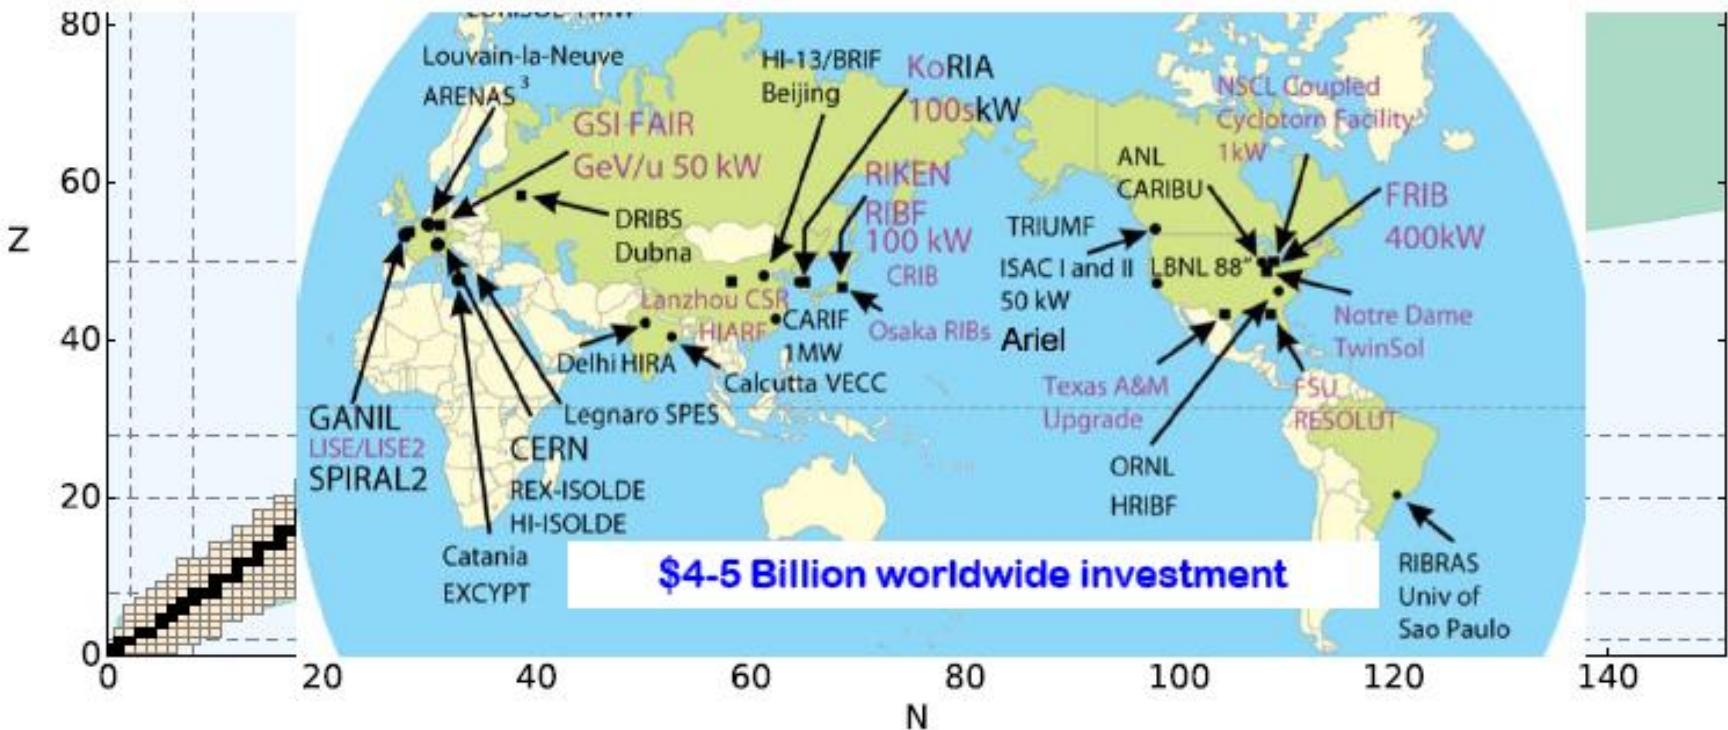 80
60
40
20
0
Z
Louvain-la-Neuve
ARENAS³
GSI FAIR
GeV/u 50 kW
DRIBS
Dubna
HI-13/BRIF
Beijing
KoRIA
100skW
RIKEN
RIBF
100 kW
CRIB
Lanzhou CSR
HIARF
CARIF
1MW
Osaka RIBs
Delhi HIRA
Calcutta VECC
Legnaro SPES
GANIL
LISE/LISE2
SPIRAL2
CERN
REX-ISOLDE
HI-ISOLDE
Catania
EXCYPT
NSCL Coupled
Cyclotorn Facility
1kW
ANL
CARIBU
FRIB
400kW
TRIUMF
ISAC I and II
50 kW
Ariel
LBNL 88"
Notre Dame
TwinSol
Texas A&M
Upgrade
FSU
RESOLUT
ORNL
HRIBF
RIBRAS
Univ of
Sao Paulo
$4-5 Billion worldwide investment
0 20 40 60 80 100 120 140
N